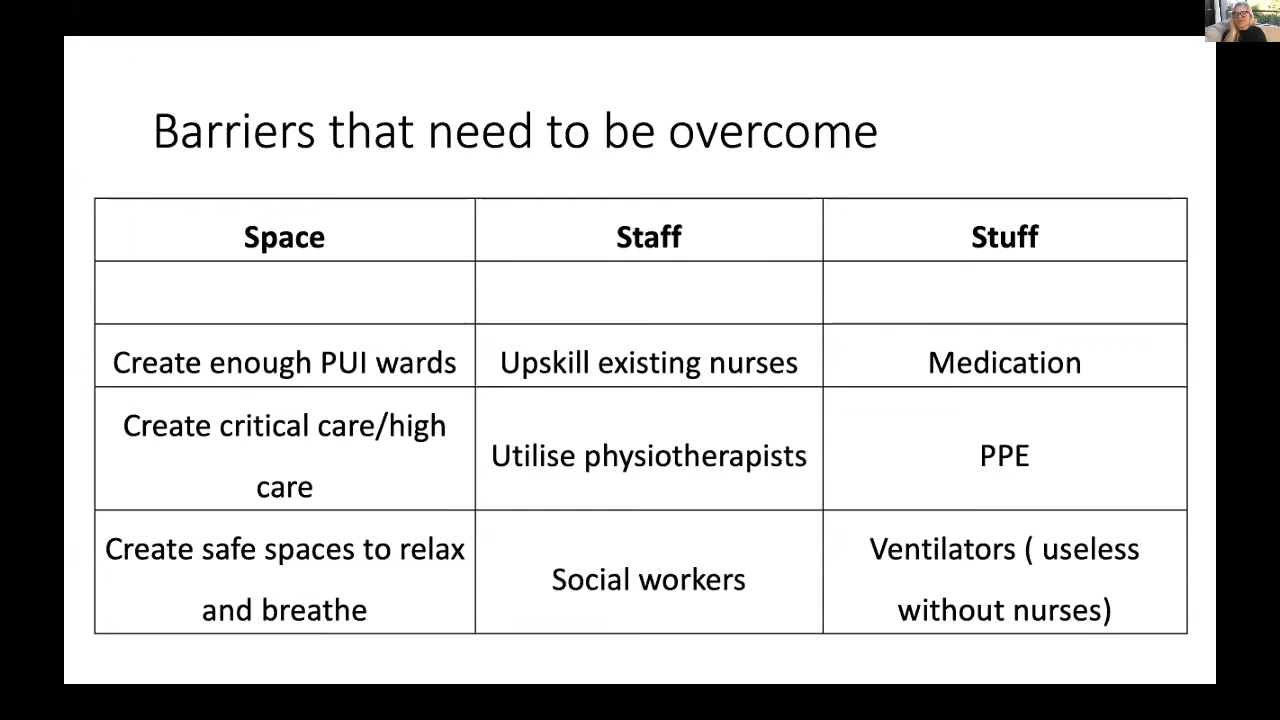 Barriers that need to be overcome
Space Staff Stuff
Create enough PUI wards Upskill existing nurses Medication
Create critical care/high
care
Utilise physiotherapists
PPE
Create safe spaces to relax
and breathe
Social workers
Ventilators ( useless
without nurses)